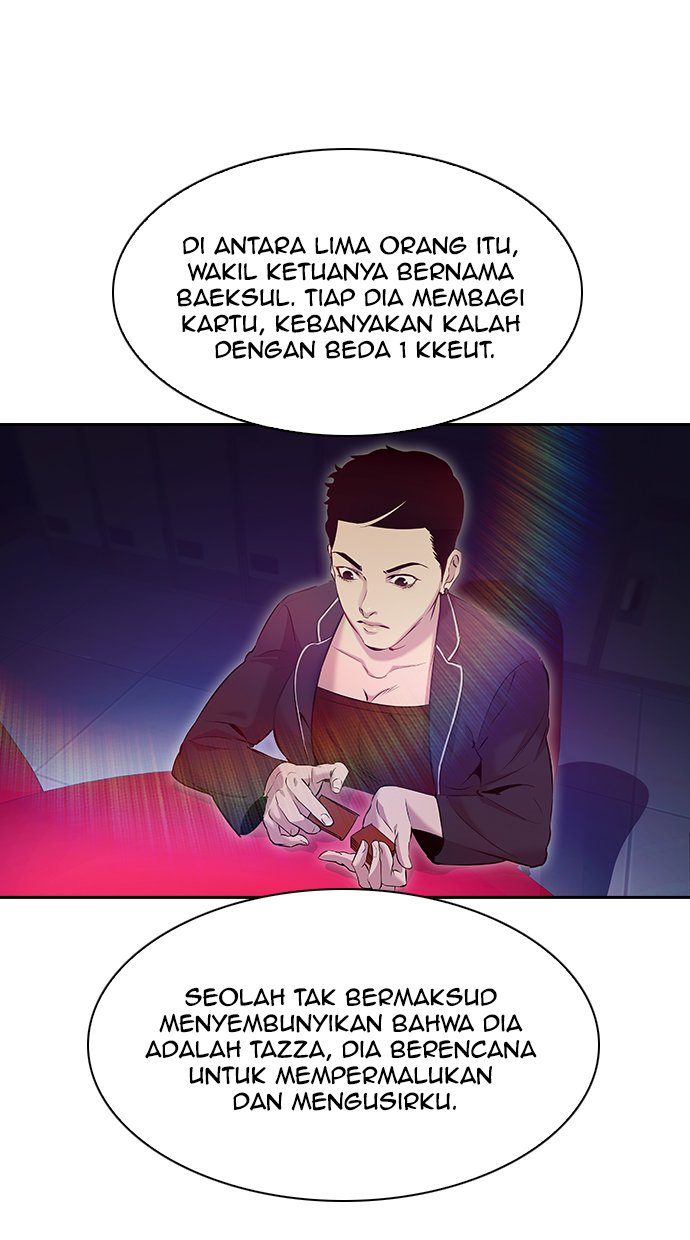 DI ANTARA LIMA ORANG ITU,
WAKIL KETUANYA BERNAMA
BAEKSUL. TIAP DIA MEMBAGI
KARTU, KEBANYAKAN KALAH
DENGAN BEDA 1 KKEUT.
SEOLAH TAK BERMAKSUD
MENYEMBUNYIKAN BAHWA DIA
ADALAH TAZZA, DIA BERENCANA
UNTUK MEMPERMALUKAN
DAN MENGUSIRKU.